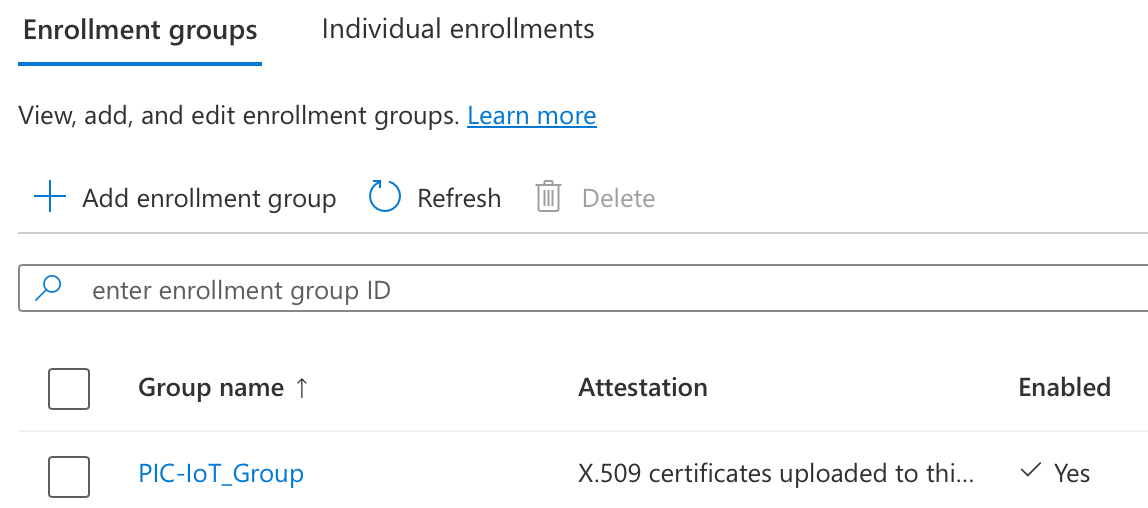 Enrollment groups Individual enrollments
View, add, and edit enrollment groups. Learn more
Add enrollment group Refresh Delete
enter enrollment group ID
Group name ↑ Attestation Enabled
PIC-IoT_Group X.509 certificates uploaded to thi... Yes